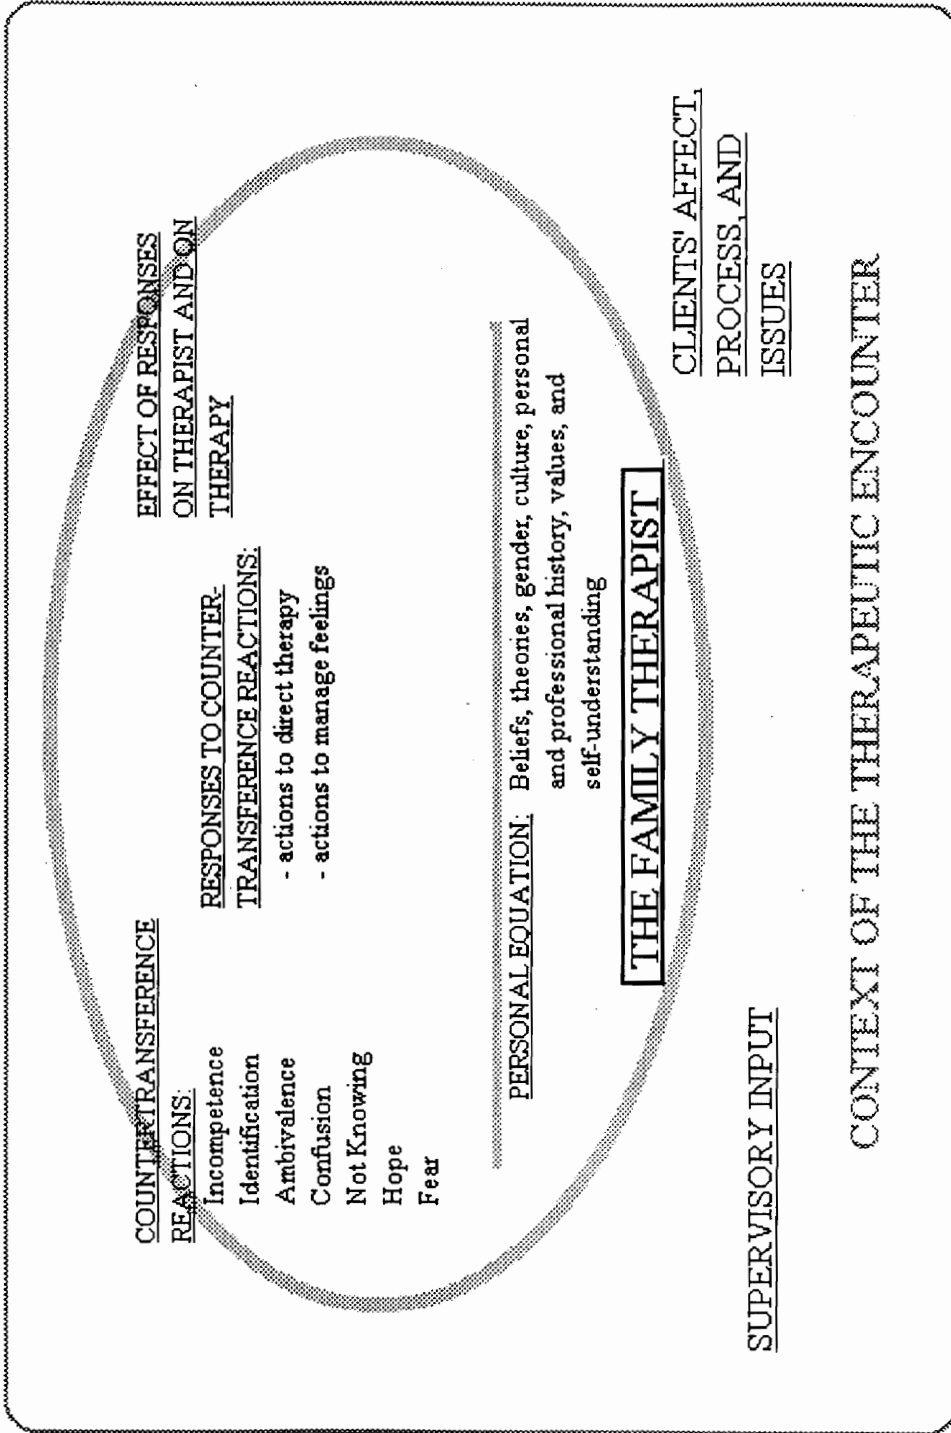 COUNTERTRANSFERENCE
REACTIONS:
Incompetence
Identification
Ambivalence
Confusion
Not Knowing
Hope
Fear
RESPONSES TO COUNTER-
TRANSFERENCE REACTIONS:
- actions to direct therapy
- actions to manage feelings
EFFECT OF RESPONSES
ON THERAPIST AND ON
THERAPY
PERSONAL EQUATION: Beliefs, theories, gender, culture, personal
and professional history, values, and
self-understanding
THE FAMILY THERAPIST
CLIENTS' AFFECT,
PROCESS, AND
ISSUES
SUPERVISORY INPUT
CONTEXT OF THE THERAPEUTIC ENCOUNTER